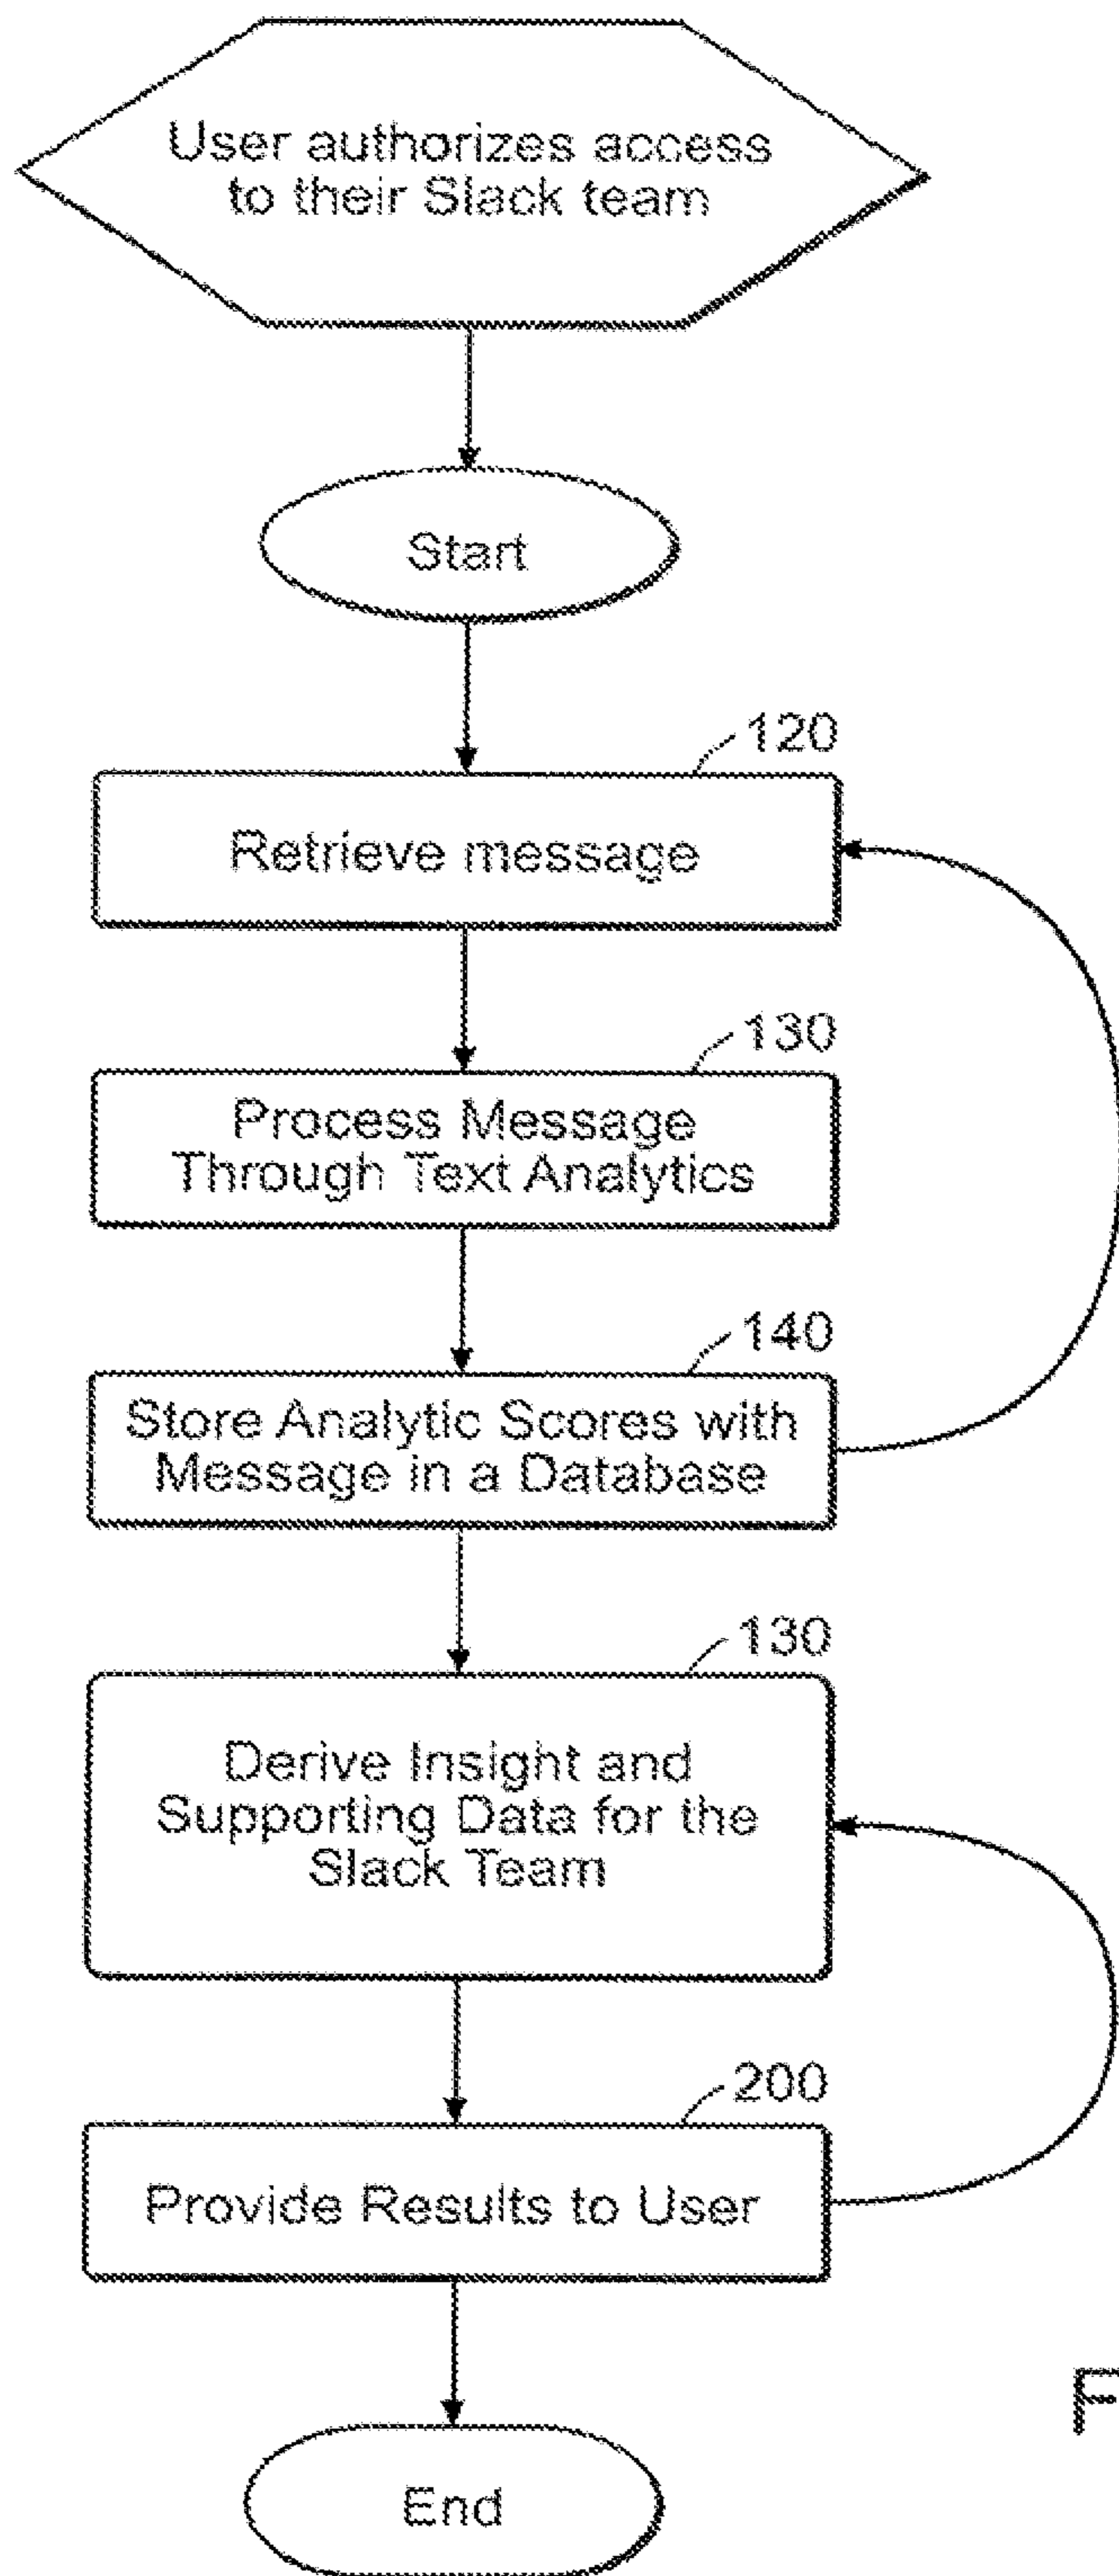 User authorizes access
to their Slack team
Start
120
Retrieve message
130
Process Message
Through Text Analytics
140
Store Analytic Scores with
Message in a Database
130
Derive Insight and
Supporting Data for the
Slack Team
200
Provide Results to User
F
End